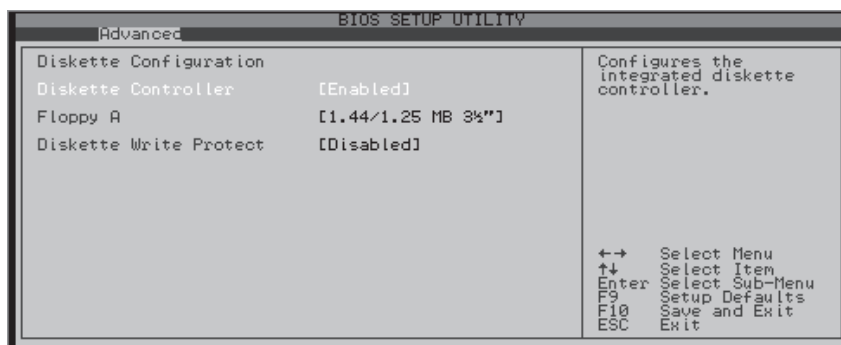 BIOS SETUP UTILITY
Advanced
Diskette Configuration
Diskette Controller [Enabled]
Floppy A [1.44/1.25 MB 3½"]
Diskette Write Protect [Disabled]
Configures the
integrated diskette
controller.
←→ Select Menu
↑↓ Select Item
Enter Select Sub-Menu
F9 Setup Defaults
F10 Save and Exit
ESC Exit